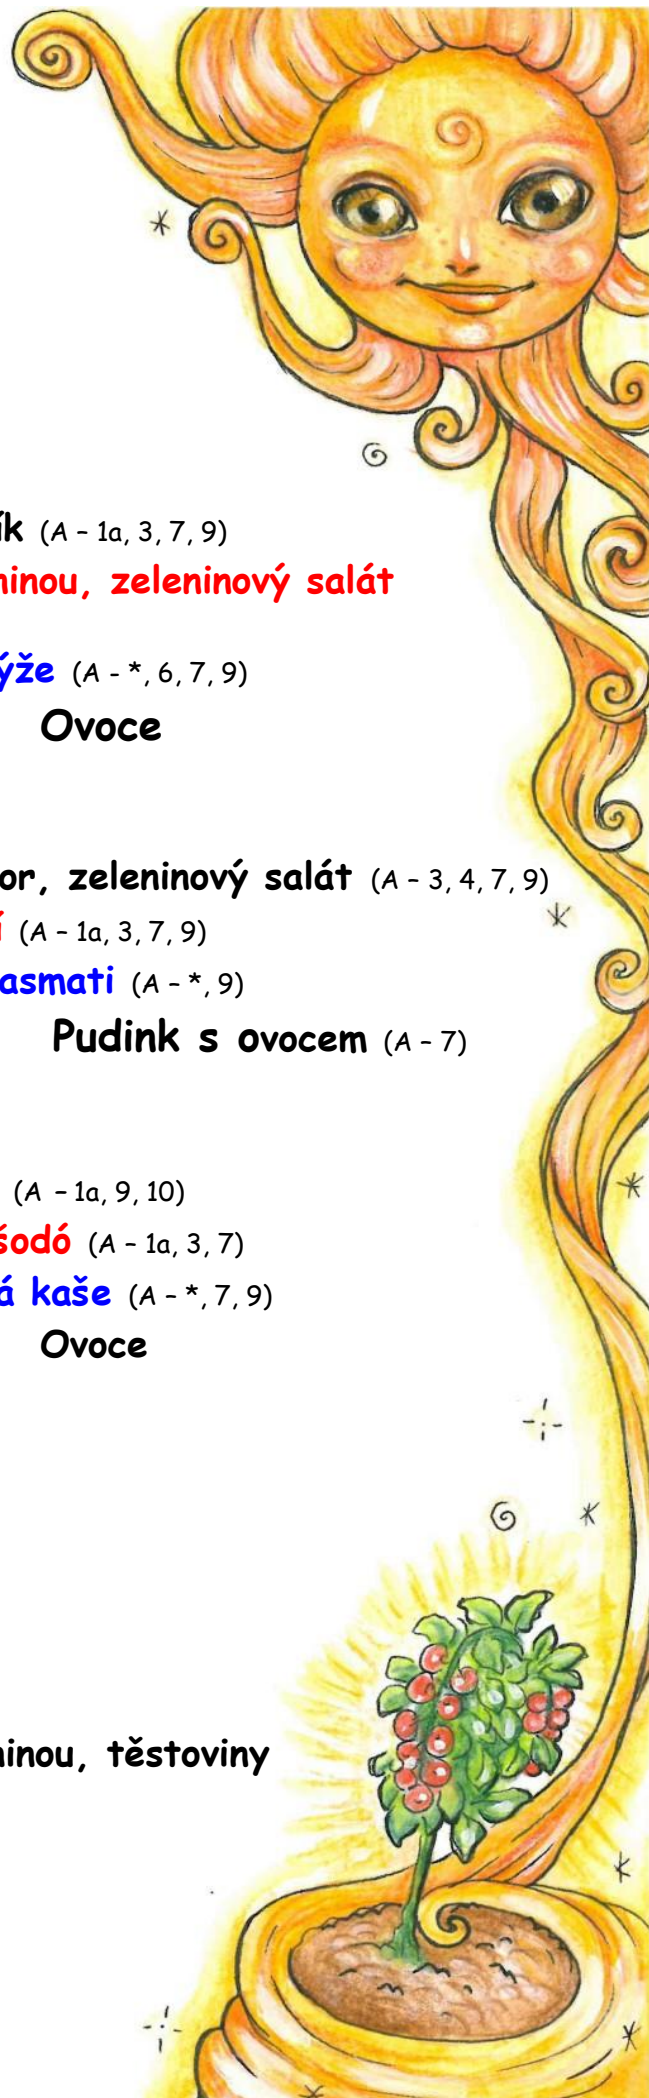 ík (A – 1a, 3, 7, 9)
ninou, zeleninový salát
ýže (A - *, 6, 7, 9)
Ovoce
or, zeleninový salát (A – 3, 4, 7, 9)
í (A – 1a, 3, 7, 9)
asmati (A – *, 9)
Pudink s ovocem (A – 7)
(A – 1a, 9, 10)
šodó (A – 1a, 3, 7)
á kaše (A – *, 7, 9)
Ovoce
ninou, těstoviny